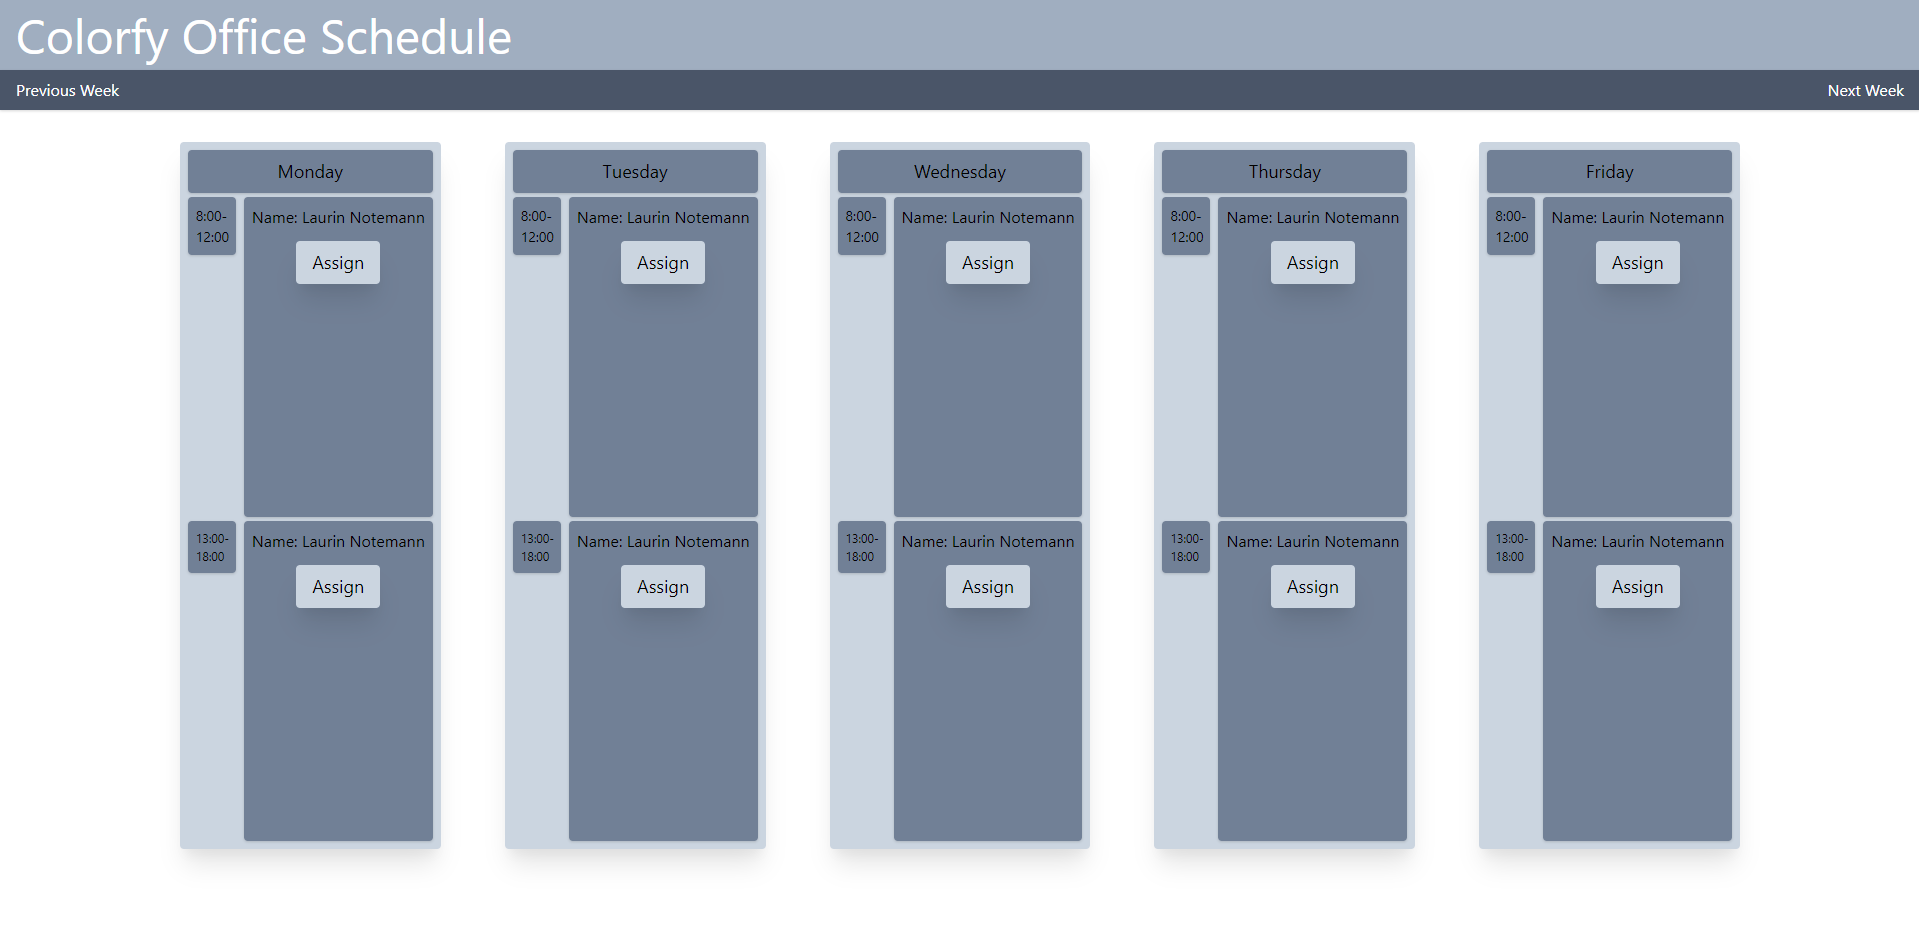 Colorfy Office Schedule
Previous Week
Next Week
Monday
8:00-
12:00
Name: Laurin Notemann
Assign
13:00-
18:00
Name: Laurin Notemann
Assign
Tuesday
8:00-
12:00
Name: Laurin Notemann
Assign
13:00-
18:00
Name: Laurin Notemann
Assign
Wednesday
8:00-
12:00
Name: Laurin Notemann
Assign
13:00-
18:00
Name: Laurin Notemann
Assign
Thursday
8:00-
12:00
Name: Laurin Notemann
Assign
13:00-
18:00
Name: Laurin Notemann
Assign
Friday
8:00-
12:00
Name: Laurin Notemann
Assign
13:00-
18:00
Name: Laurin Notemann
Assign